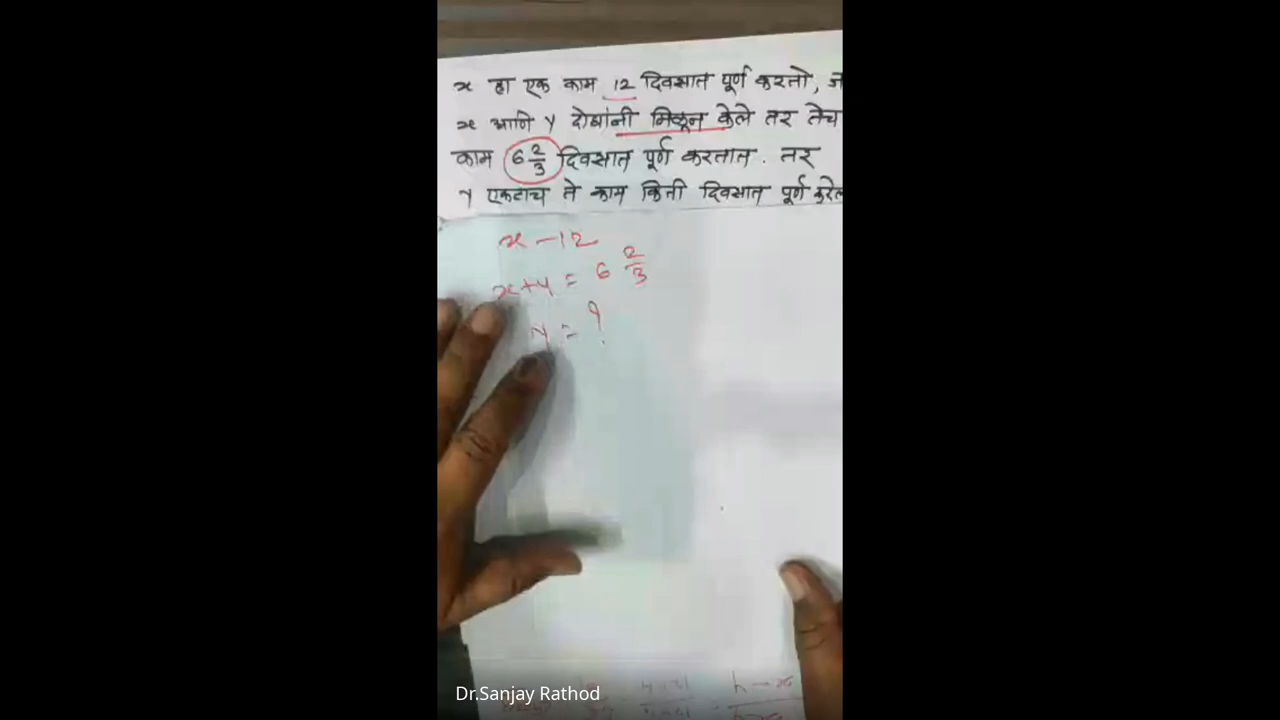 x हा एक काम 12 दिवसात पूर्ण करतो, जे
x आणि y दोघांनी मिळून केले तर तेच
काम 6 2/3 दिवसात पूर्ण करतात. तर
y एकटाच ते काम किती दिवसात पूर्ण करेल
x - 12
x + y = 6 2/3
y = ?
Dr.Sanjay Rathod